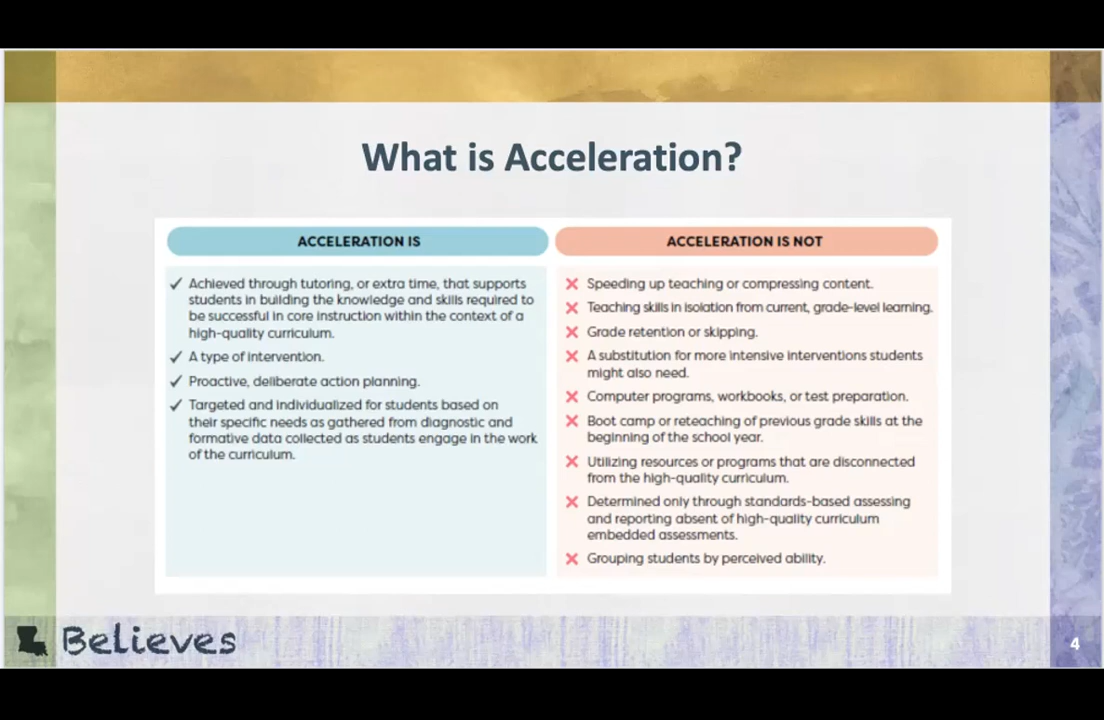 What is Acceleration?
ACCELERATION IS
Achieved through tutoring, or extra time, that supports
students in building the knowledge and skills required to
be successful in core instruction within the context of a
high-quality curriculum.
A type of intervention.
Proactive, deliberate action planning.
Targeted and individualized for students based on
their specific needs as gathered from diagnostic and
formative data collected as students engage in the work
of the curriculum.
ACCELERATION IS NOT
Speeding up teaching or compressing content.
Teaching skills in isolation from current, grade-level learning.
Grade retention or skipping.
A substitution for more intensive interventions students
might also need.
Computer programs, workbooks, or test preparation.
Boot camp or reteaching of previous grade skills at the
beginning of the school year.
Utilizing resources or programs that are disconnected
from the high-quality curriculum.
Determined only through standards-based assessing
and reporting absent of high-quality curriculum
embedded assessments.
Grouping students by perceived ability.
Believes
4